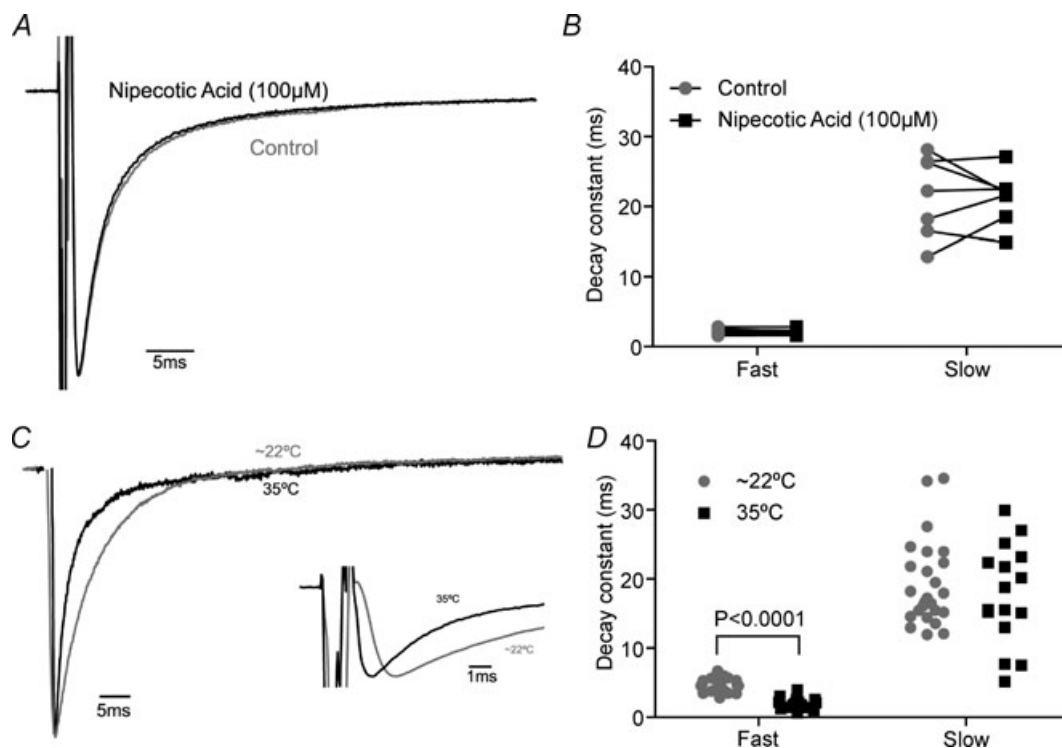 A
Nipecotic Acid (100µM)
Control
5ms
B
Decay constant (ms)
40
30
20
10
0
Control
Nipecotic Acid (100µM)
Fast
Slow
C
~22ºC
35ºC
35ºC
~22ºC
1ms
5ms
D
Decay constant (ms)
40
30
20
10
0
~22ºC
35ºC
P<0.0001
Fast
Slow